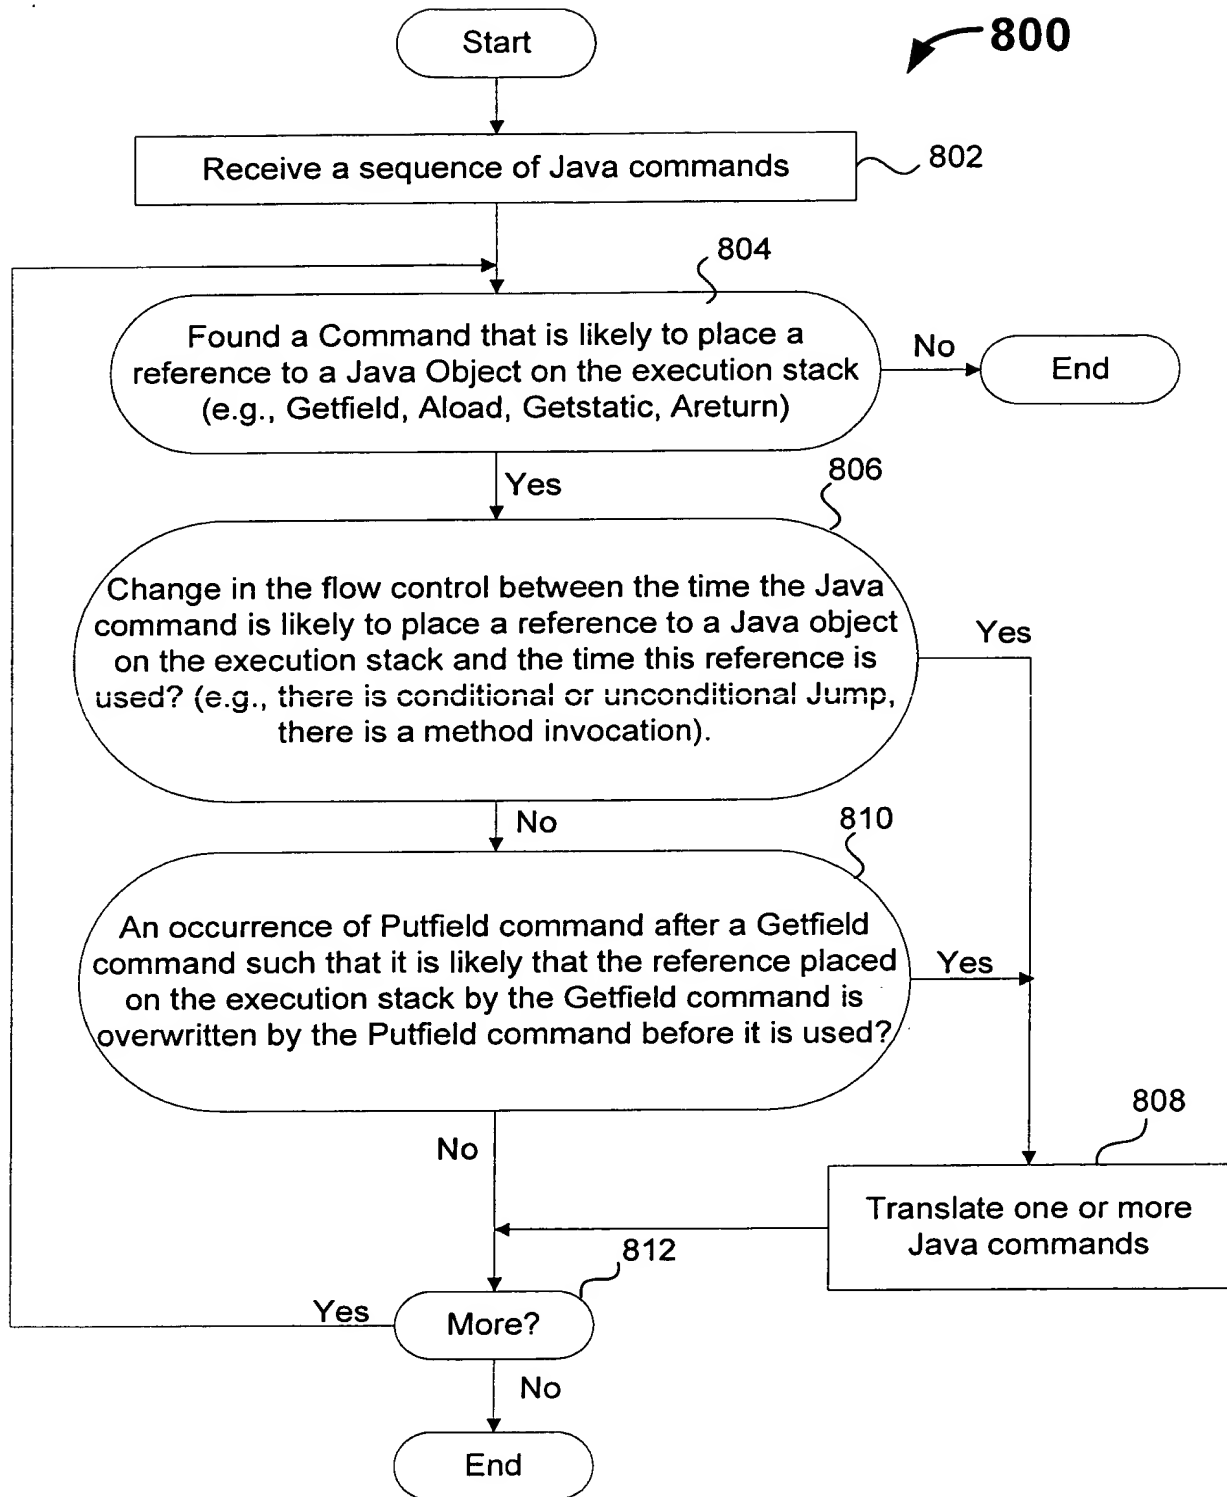 Start
800
Receive a sequence of Java commands
802
804
Found a Command that is likely to place a
reference to a Java Object on the execution stack
(e.g., Getfield, Aload, Getstatic, Areturn)
No
End
Yes
806
Change in the flow control between the time the Java
command is likely to place a reference to a Java object
on the execution stack and the time this reference is
used? (e.g., there is conditional or unconditional Jump,
there is a method invocation).
Yes
No
810
An occurrence of Putfield command after a Getfield
command such that it is likely that the reference placed
on the execution stack by the Getfield command is
overwritten by the Putfield command before it is used?
Yes
No
808
Translate one or more
Java commands
812
More?
Yes
No
End